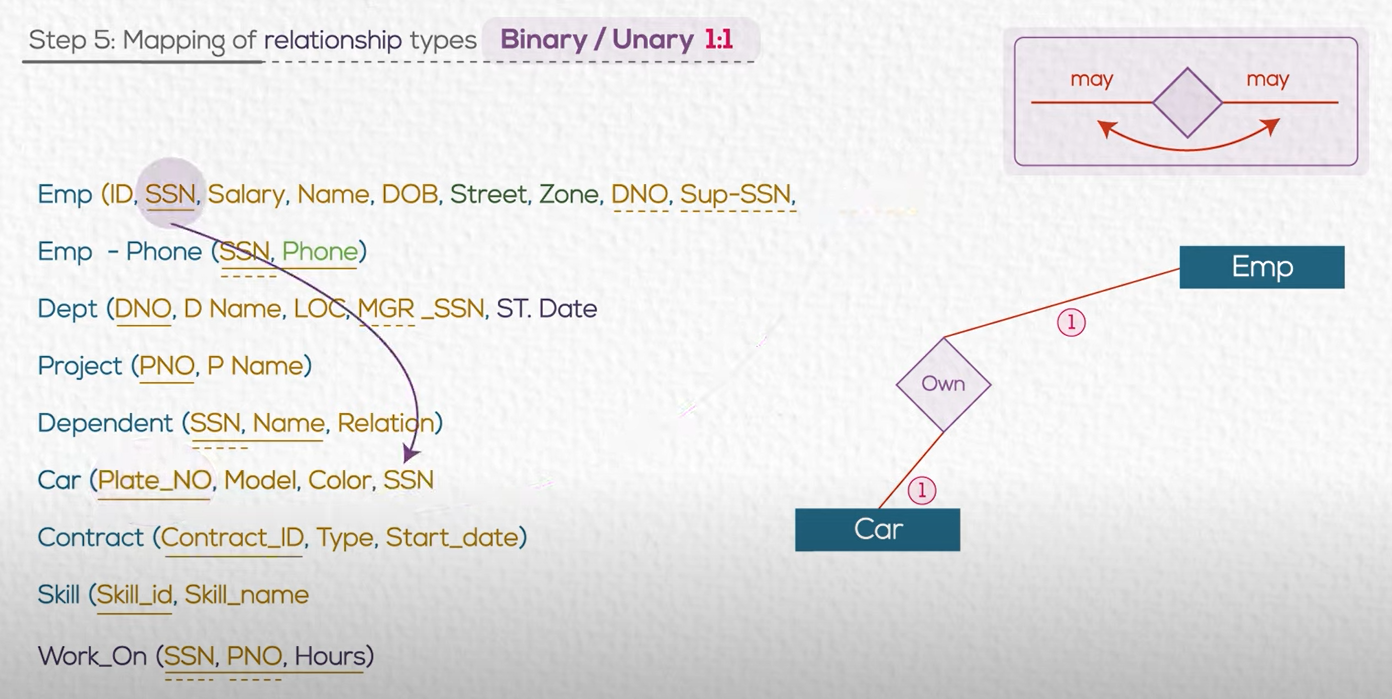 Step 5: Mapping of relationship types Binary / Unary 1:1
may may
Emp (ID, SSN, Salary, Name, DOB, Street, Zone, DNO, Sup-SSN,
Emp - Phone (SSN, Phone)
Dept (DNO, D Name, LOC, MGR _SSN, ST. Date
Project (PNO, P Name)
Dependent (SSN, Name, Relation)
Car (Plate_NO, Model, Color, SSN
Contract (Contract_ID, Type, Start_date)
Skill (Skill_id, Skill_name
Work_On (SSN, PNO, Hours)
Emp
1
Own
1
Car